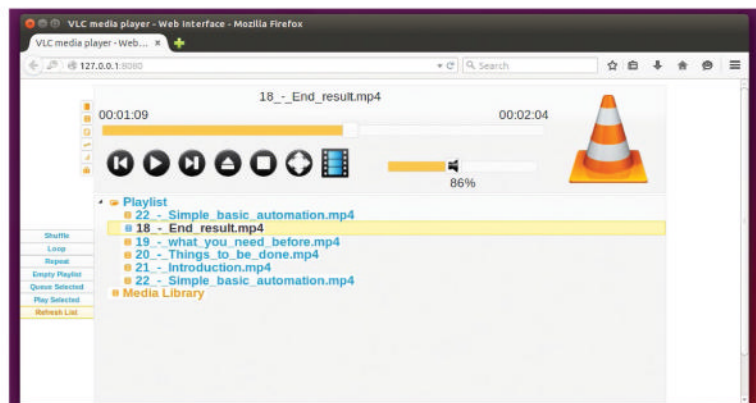 VLC media player - Web Interface - Mozilla Firefox
VLC media player - Web...
127.0.0.1:8080
Search
18_-_End_result.mp4
00:01:09
00:02:04
86%
Playlist
22_-_Simple_basic_automation.mp4
18_-_End_result.mp4
19_-_what_you_need_before.mp4
20_-_Things_to_be_done.mp4
21_-_Introduction.mp4
22_-_Simple_basic_automation.mp4
Media Library
Shuffle
Loop
Repeat
Empty Playlist
Queue Selected
Play Selected
Refresh List